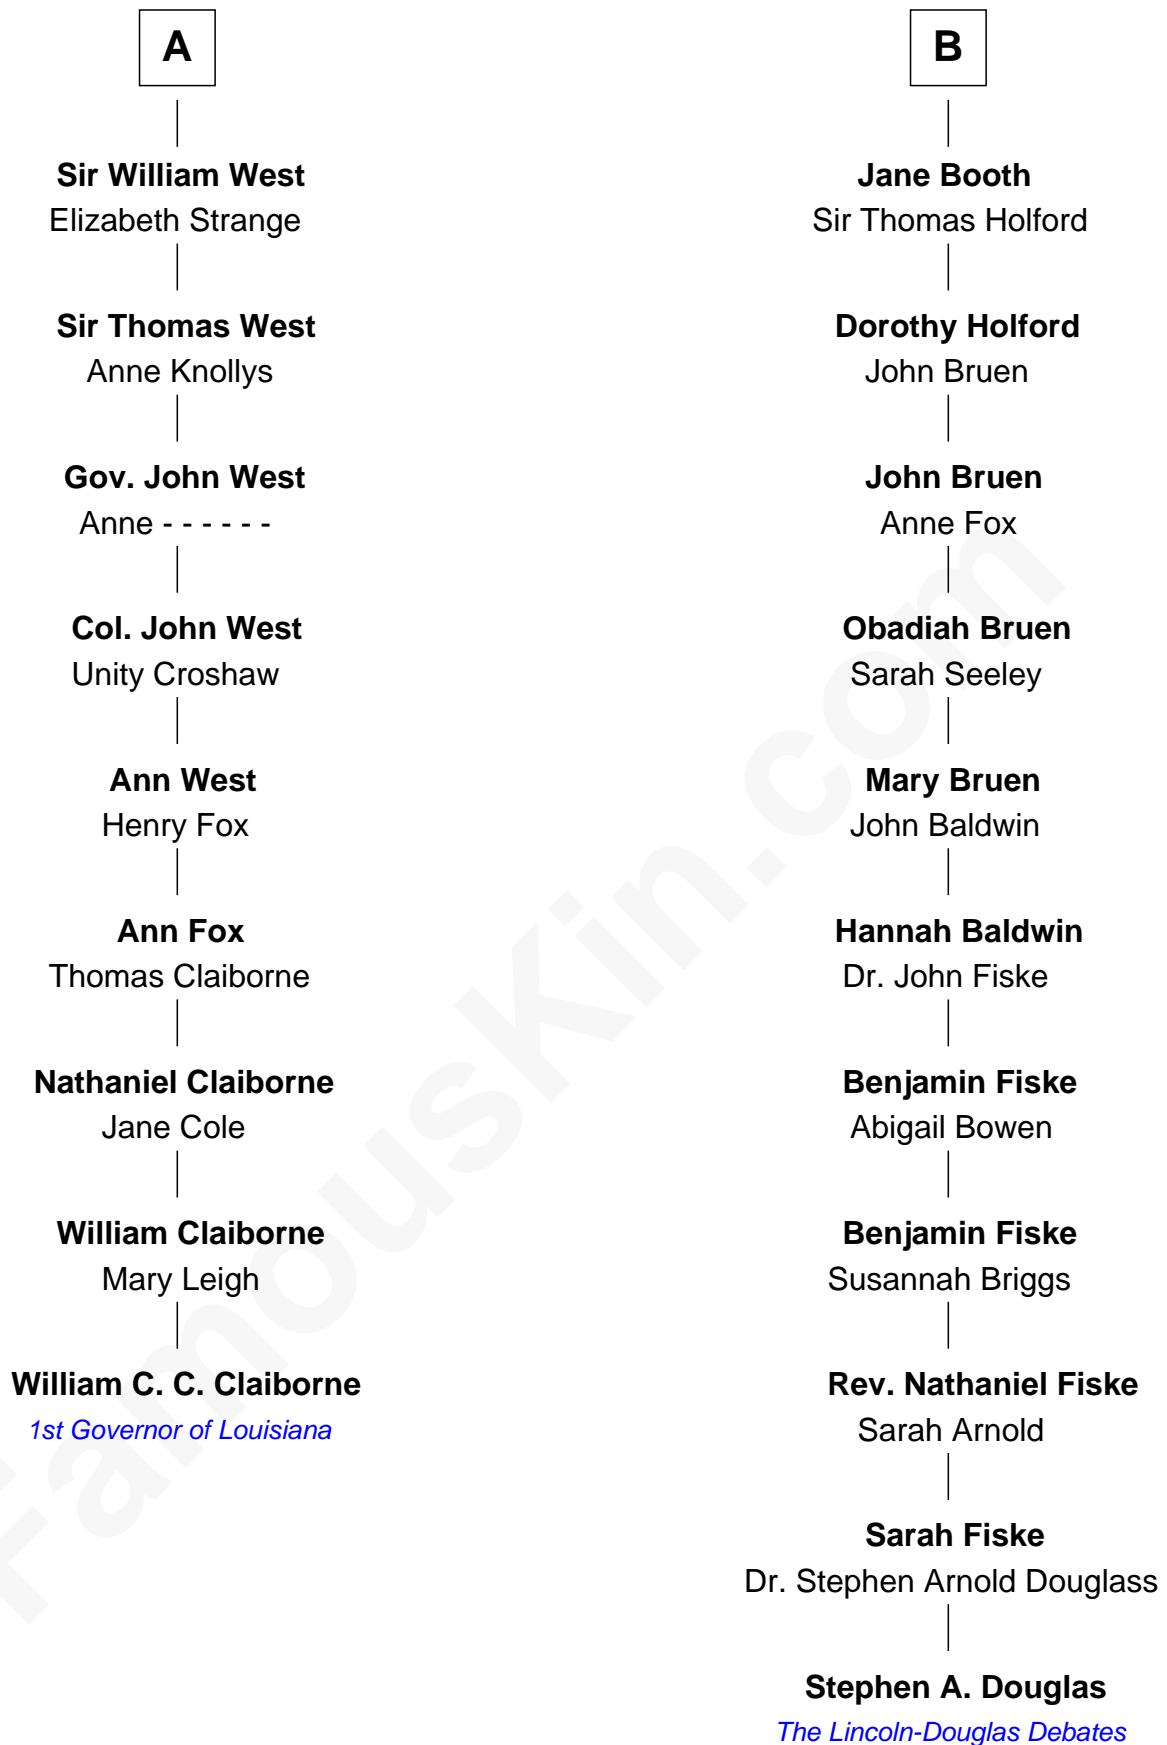 A
Sir William West
Elizabeth Strange
Sir Thomas West
Anne Knollys
Gov. John West
Anne - - - - - -
Col. John West
Unity Croshaw
Ann West
Henry Fox
Ann Fox
Thomas Claiborne
Nathaniel Claiborne
Jane Cole
William Claiborne
Mary Leigh
William C. C. Claiborne
1st Governor of Louisiana
B
Jane Booth
Sir Thomas Holford
Dorothy Holford
John Bruen
John Bruen
Anne Fox
Obadiah Bruen
Sarah Seeley
Mary Bruen
John Baldwin
Hannah Baldwin
Dr. John Fiske
Benjamin Fiske
Abigail Bowen
Benjamin Fiske
Susannah Briggs
Rev. Nathaniel Fiske
Sarah Arnold
Sarah Fiske
Dr. Stephen Arnold Douglass
Stephen A. Douglas
The Lincoln-Douglas Debates
FamousKin.com